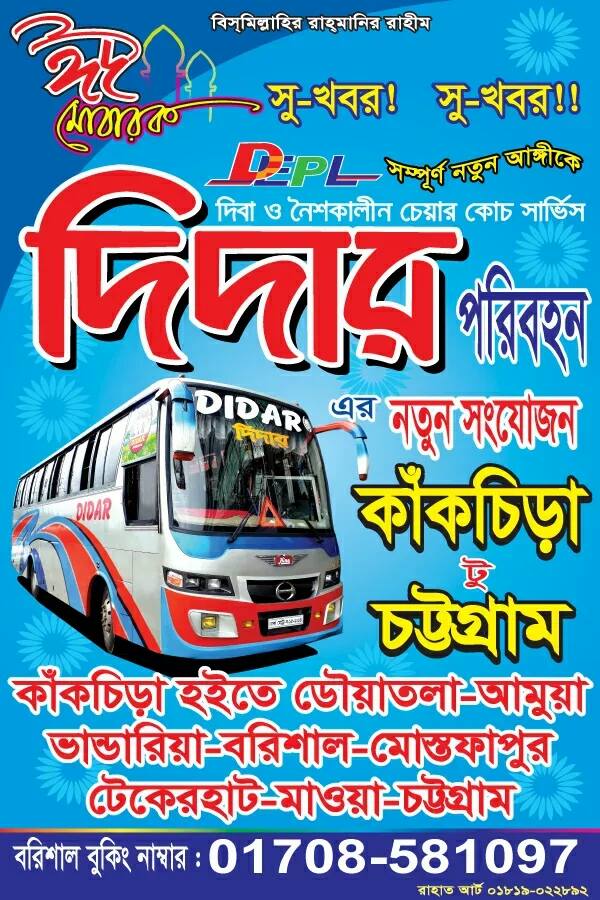 বিস্‌মিল্লাহির রাহ্‌মানির রাহীম
ঈদ
মোবারক
সু-খবর! সু-খবর!!
DEPL
সম্পূর্ণ নতুন আঙ্গীকে
দিবা ও নৈশকালীন চেয়ার কোচ সার্ভিস
দিদার
পরিবহন
এর নতুন সংযোজন
DIDAR
দিদার
DIDAR
কাঁকচিড়া
টু
চট্টগ্রাম
কাঁকচিড়া হইতে ডৌয়াতলা-আমুয়া
ভান্ডারিয়া-বরিশাল-মোস্তফাপুর
টেকেরহাট-মাওয়া-চট্টগ্রাম
বরিশাল বুকিং নাম্বার : 01708-581097
রাহাত আর্ট ০১৮১৯-০২২৮৯২